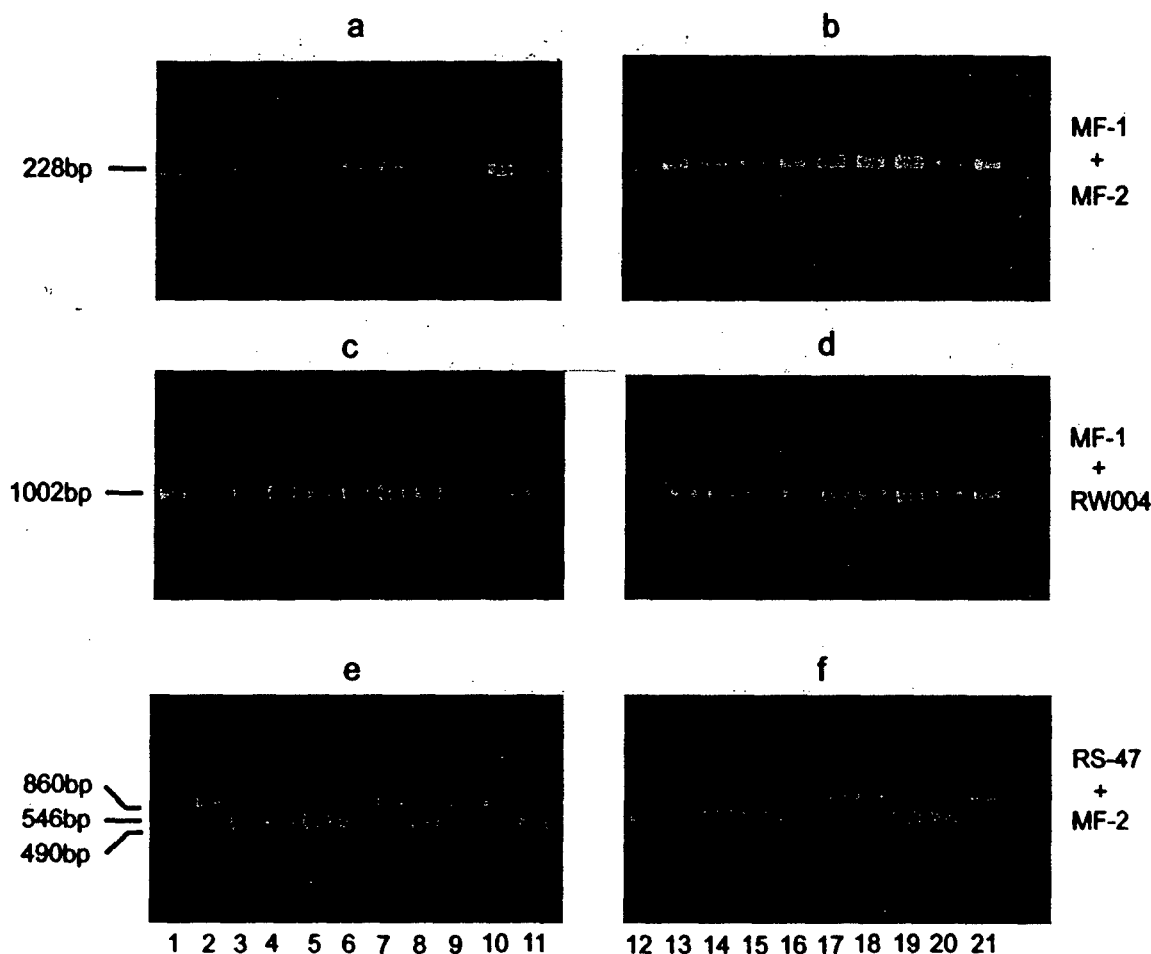 a
b
228bp
MF-1
+
MF-2
c
d
1002bp
MF-1
+
RW004
e
f
860bp
546bp
490bp
RS-47
+
MF-2
1 2 3 4 5 6 7 8 9 10 11
12 13 14 15 16 17 18 19 20 21